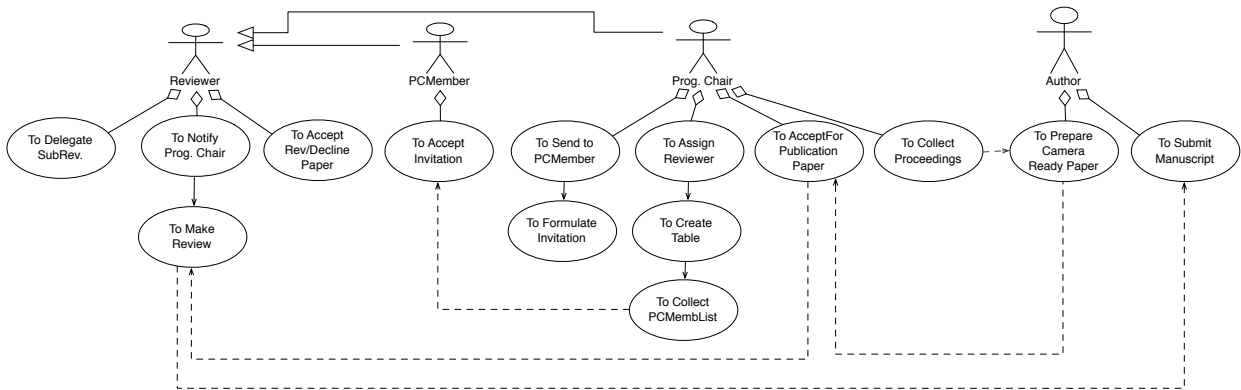 Reviewer
PCMember
Prog. Chair
Author
To Delegate
SubRev.
To Notify
Prog. Chair
To Accept
Rev/Decline
Paper
To Accept
Invitation
To Send to
PCMember
To Assign
Reviewer
To AcceptFor
Publication
Paper
To Collect
Proceedings
To Prepare
Camera
Ready Paper
To Submit
Manuscript
To Make
Review
To Formulate
Invitation
To Create
Table
To Collect
PCMembList